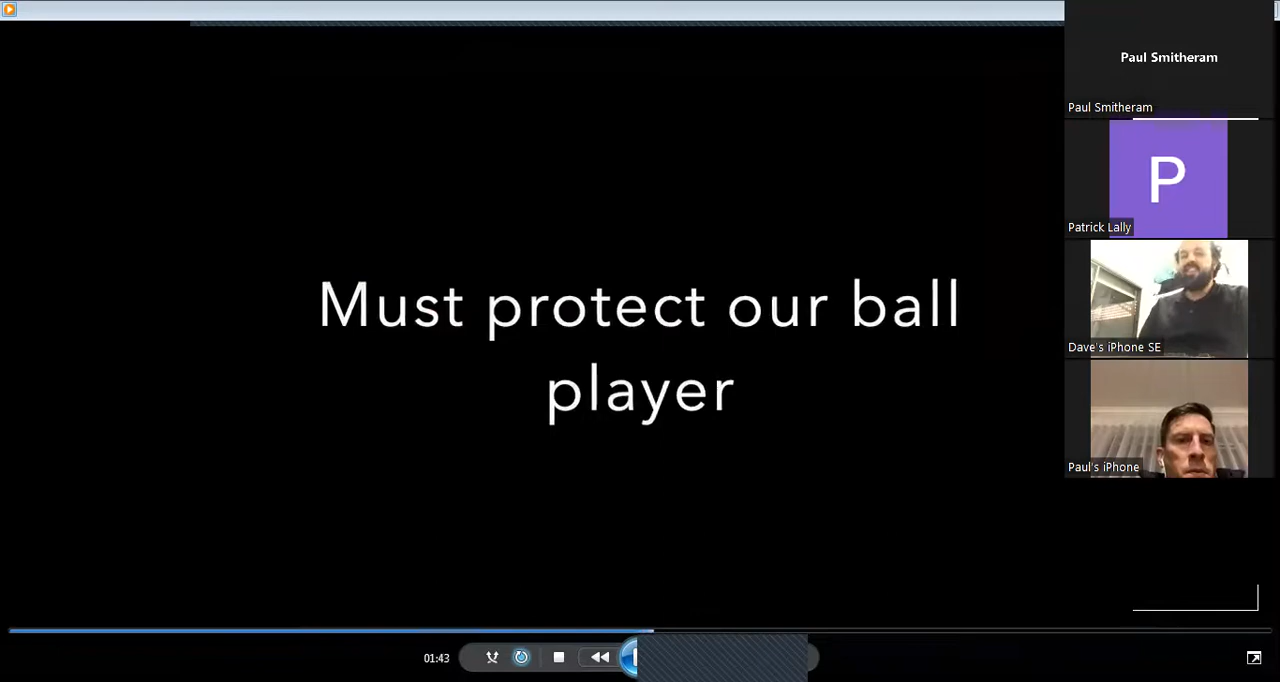 Paul Smitheram
Paul Smitheram
P
Patrick Lally
Must protect our ball
player
Dave's iPhone SE
Paul's iPhone
01:43